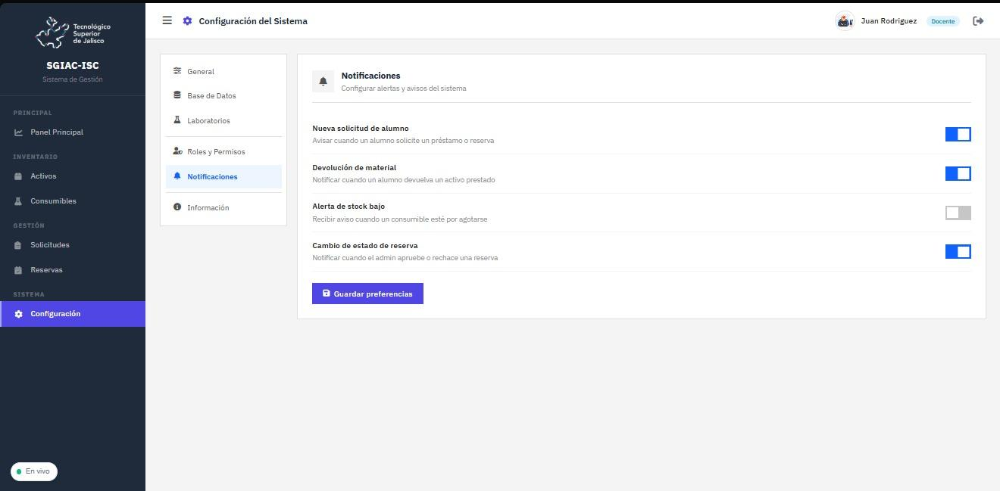 Tecnológico
Superior
de Jalisco
SGIAC-ISC
Sistema de Gestión
PRINCIPAL
Panel Principal
INVENTARIO
Activos
Consumibles
GESTIÓN
Solicitudes
Reservas
SISTEMA
Configuración
En vivo
Configuración del Sistema
Juan Rodriguez
Docente
General
Base de Datos
Laboratorios
Roles y Permisos
Notificaciones
Información
Notificaciones
Configurar alertas y avisos del sistema
Nueva solicitud de alumno
Avisar cuando un alumno solicite un préstamo o reserva
Devolución de material
Notificar cuando un alumno devuelva un activo prestado
Alerta de stock bajo
Recibir aviso cuando un consumible esté por agotarse
Cambio de estado de reserva
Notificar cuando el admin apruebe o rechace una reserva
Guardar preferencias